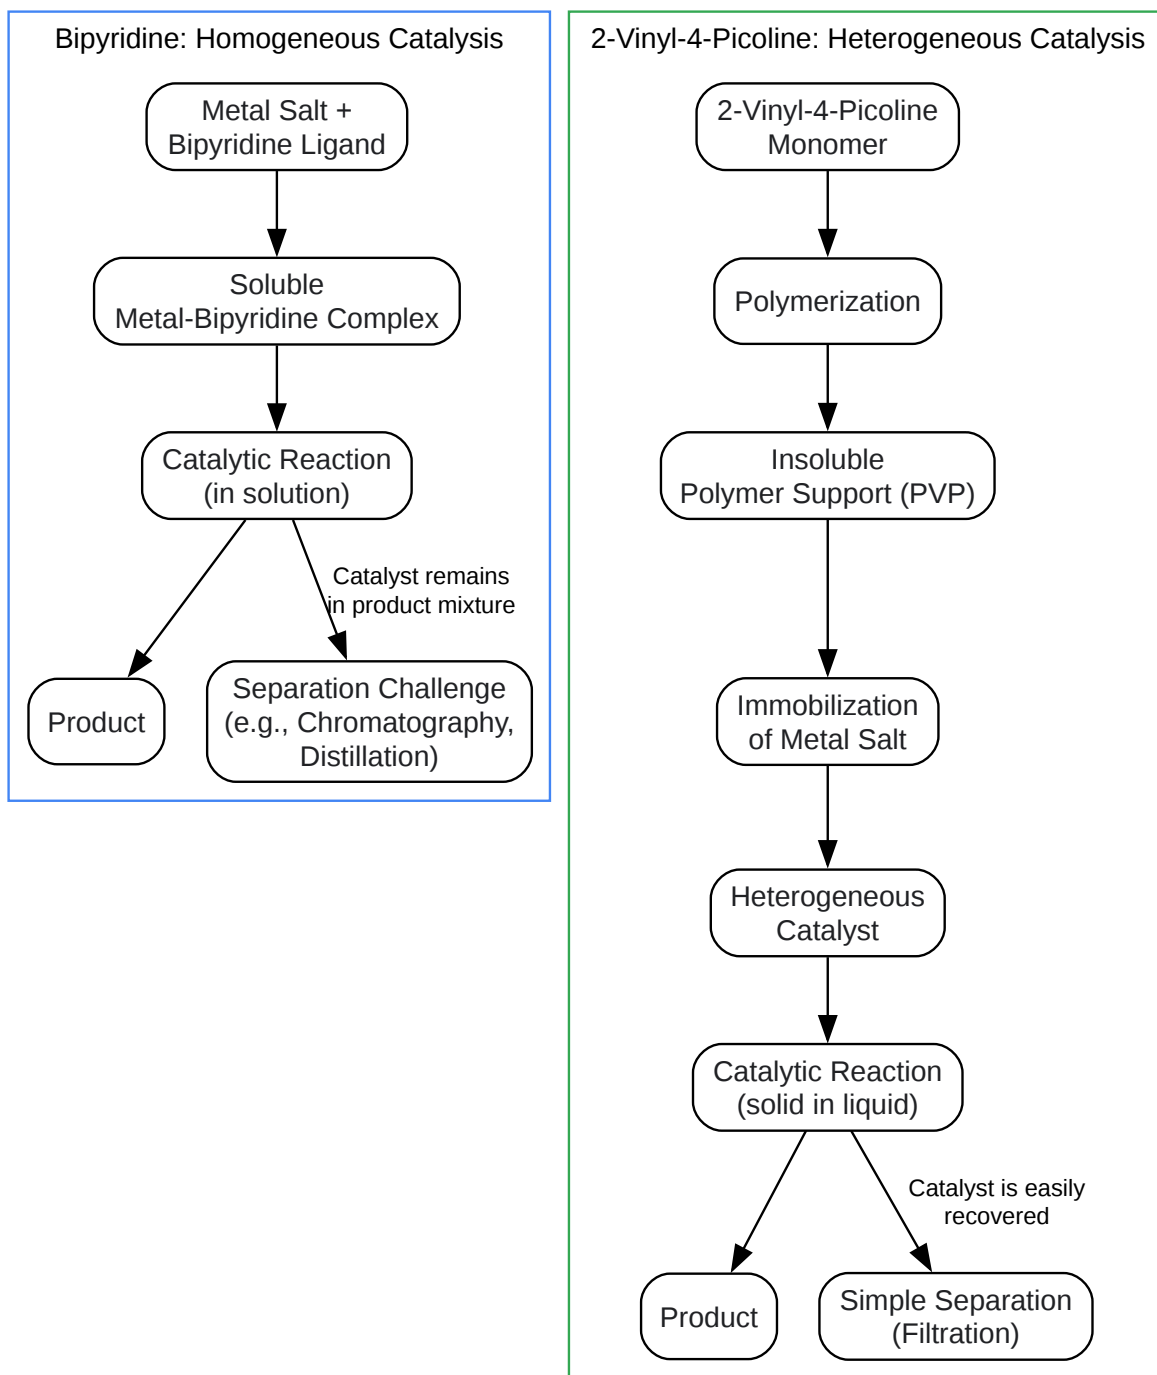 Bipyridine: Homogeneous Catalysis
Metal Salt +
Bipyridine Ligand
Soluble
Metal-Bipyridine Complex
Catalytic Reaction
(in solution)
Catalyst remains
in product mixture
Product
Separation Challenge
(e.g., Chromatography,
Distillation)
2-Vinyl-4-Picoline: Heterogeneous Catalysis
2-Vinyl-4-Picoline
Monomer
Polymerization
Insoluble
Polymer Support (PVP)
Immobilization
of Metal Salt
Heterogeneous
Catalyst
Catalytic Reaction
(solid in liquid)
Catalyst is easily
recovered
Product
Simple Separation
(Filtration)